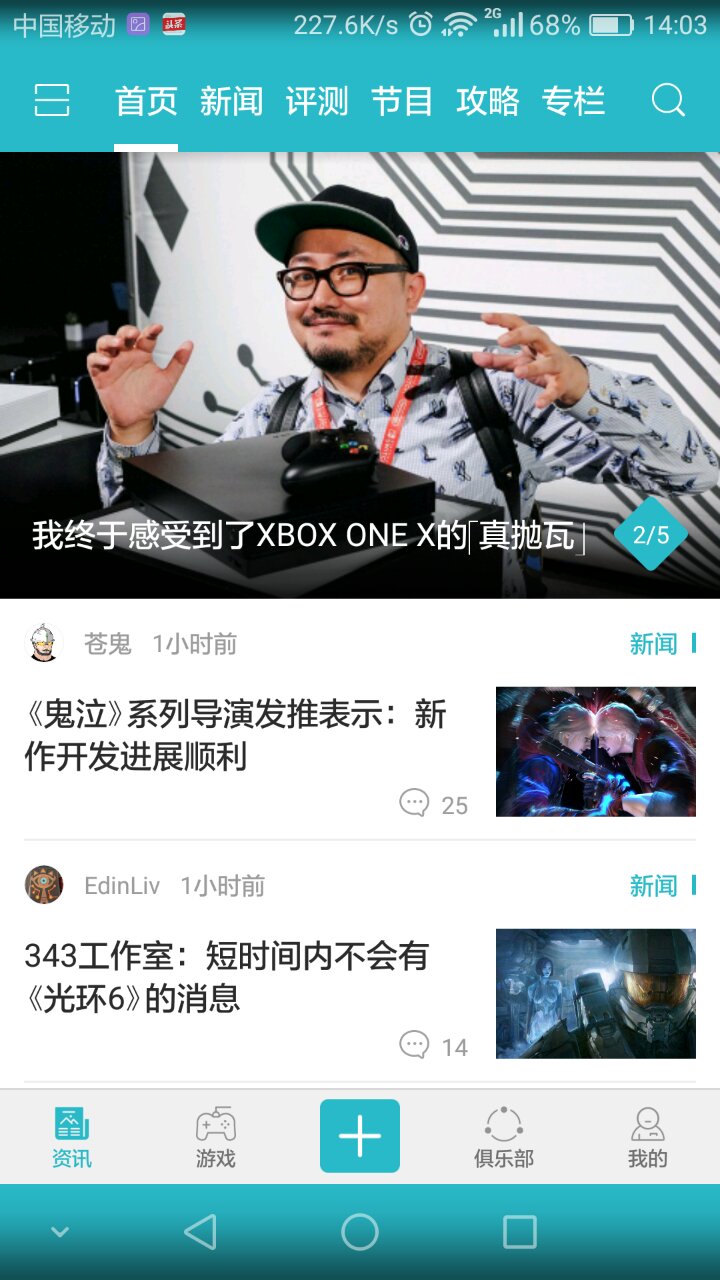 中国移动 头条 227.6K/s 2G 68% 14:03
首页 新闻 评测 节目 攻略 专栏
我终于感受到了XBOX ONE X的「真抛瓦」 2/5
苍鬼 1小时前 新闻
《鬼泣》系列导演发推表示：新
作开发进展顺利
25
EdinLiv 1小时前 新闻
343工作室：短时间内不会有
《光环6》的消息
14
资讯 游戏 俱乐部 我的